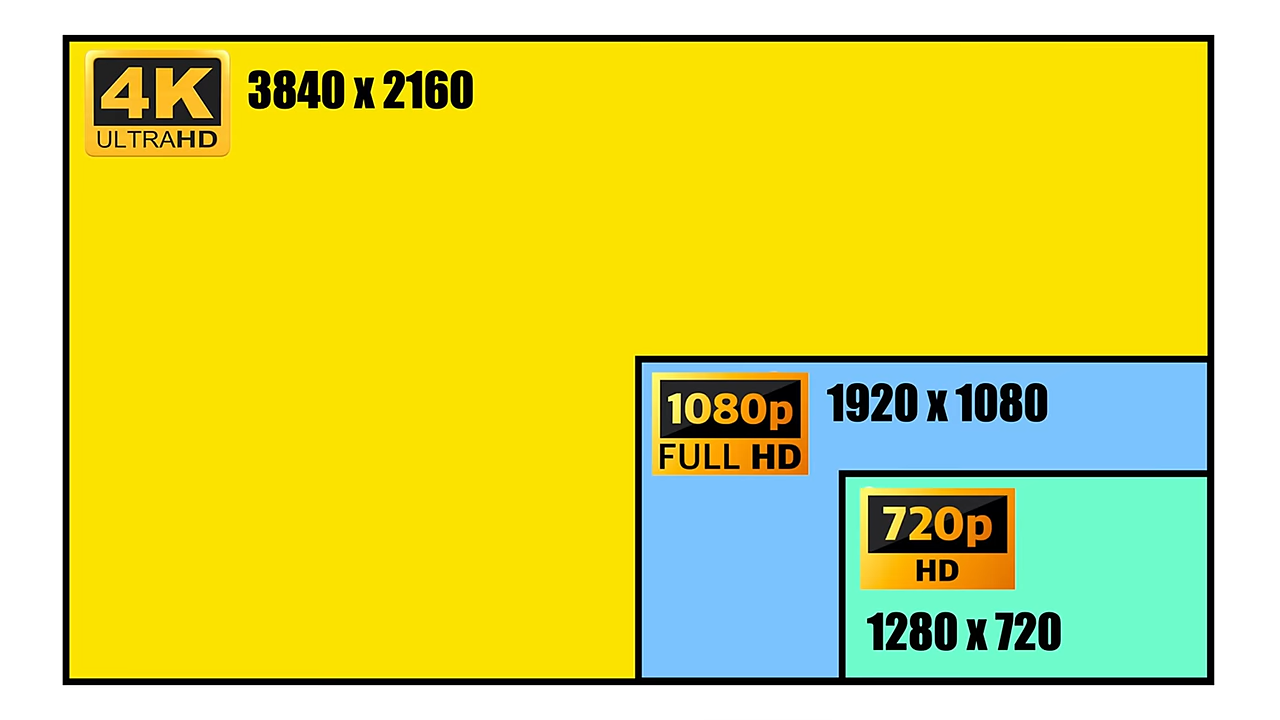 4K
ULTRAHD
3840 x 2160
1080p
FULL HD
1920 x 1080
720p
HD
1280 x 720